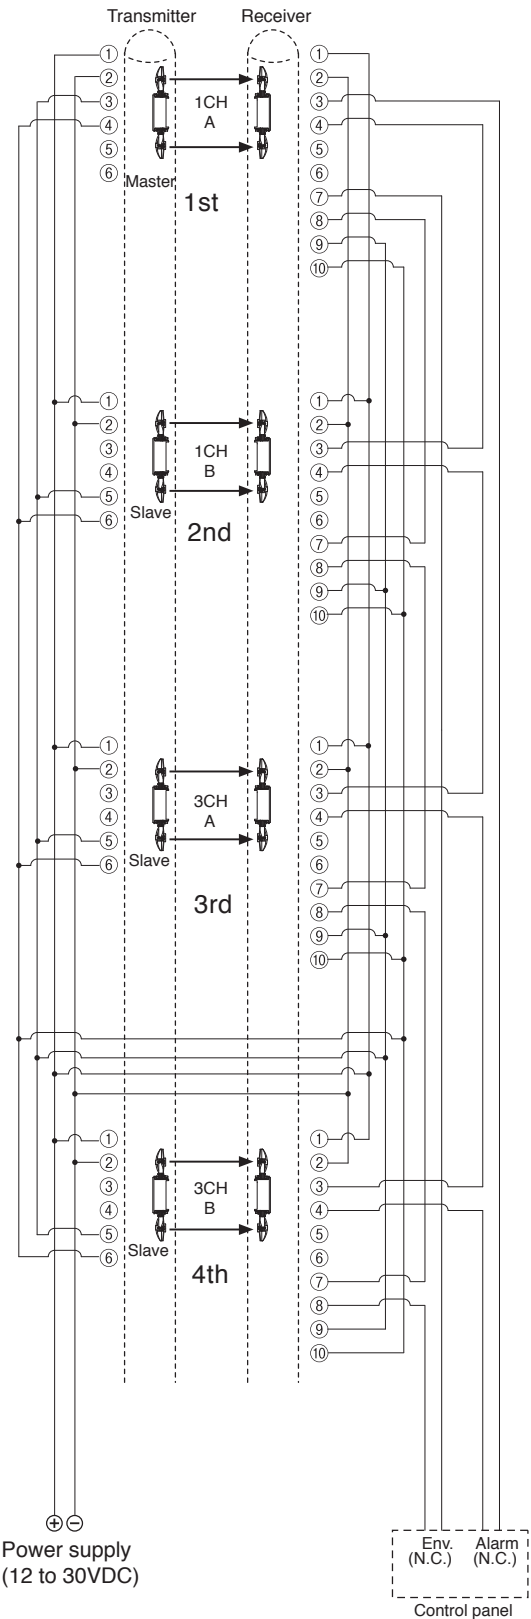 Transmitter Receiver
① ①
② ②
③ 1CH ③
④ A ④
⑤ ⑤
⑥ Master ⑥
1st ⑦
⑧
⑨
⑩
① ①
② ②
③ 1CH ③
④ B ④
⑤ ⑤
⑥ Slave ⑥
2nd ⑦
⑧
⑨
⑩
① ①
② ②
③ 3CH ③
④ A ④
⑤ ⑤
⑥ Slave ⑥
3rd ⑦
⑧
⑨
⑩
① ①
② ②
③ 3CH ③
④ B ④
⑤ ⑤
⑥ Slave ⑥
4th ⑦
⑧
⑨
⑩
⊕ ⊖
Power supply
(12 to 30VDC)
Env. Alarm
(N.C.) (N.C.)
Control panel